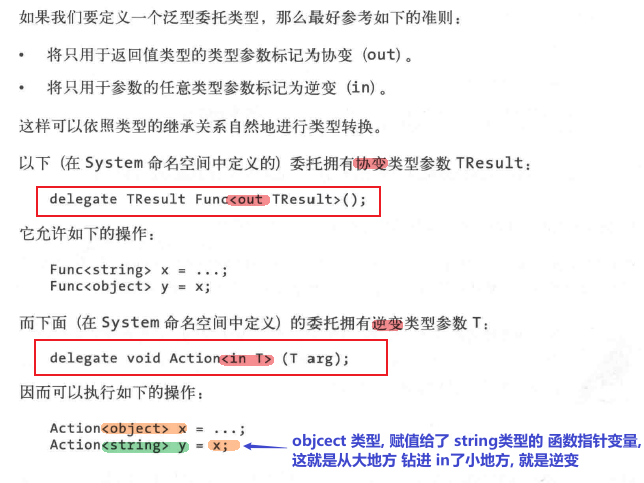 如果我们要定义一个泛型委托类型，那么最好参考如下的准则：
• 将只用于返回值类型的类型参数标记为协变（out）。
• 将只用于参数的任意类型参数标记为逆变（in）。
这样可以依照类型的继承关系自然地进行类型转换。
以下（在 System 命名空间中定义的）委托拥有协变类型参数 TResult：
delegate TResult Func<out TResult>();
它允许如下的操作：
Func<string> x = ...;
Func<object> y = x;
而下面（在 System 命名空间中定义）的委托拥有逆变类型参数 T：
delegate void Action<in T> (T arg);
因而可以执行如下的操作：
Action<object> x = ...;
Action<string> y = x;
objcect 类型, 赋值给了 string类型的 函数指针变量,
这就是从大地方 钻进 in了小地方, 就是逆变